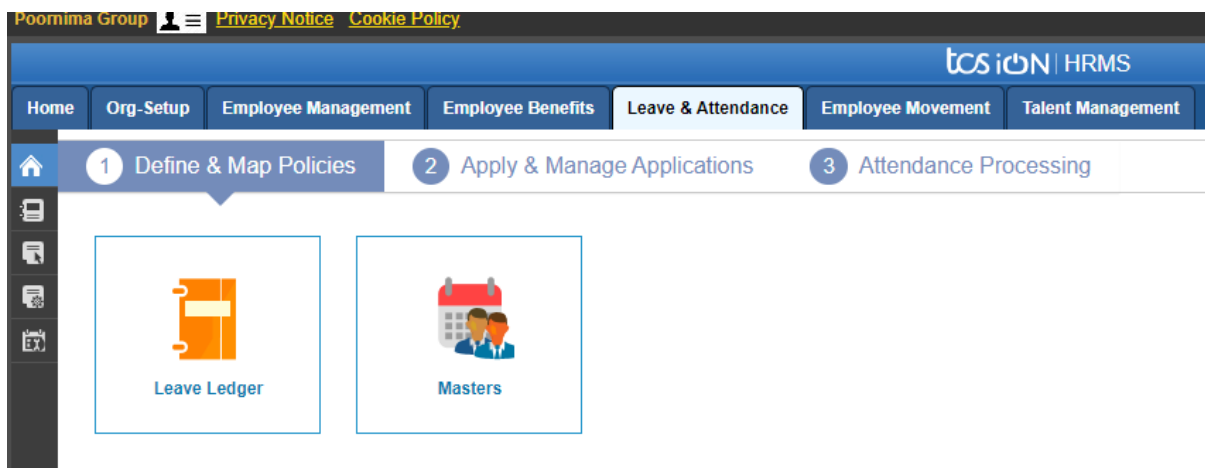 Poornima Group Privacy Notice Cookie Policy
tcs iON | HRMS
Home Org-Setup Employee Management Employee Benefits Leave & Attendance Employee Movement Talent Management
1 Define & Map Policies 2 Apply & Manage Applications 3 Attendance Processing
Leave Ledger Masters